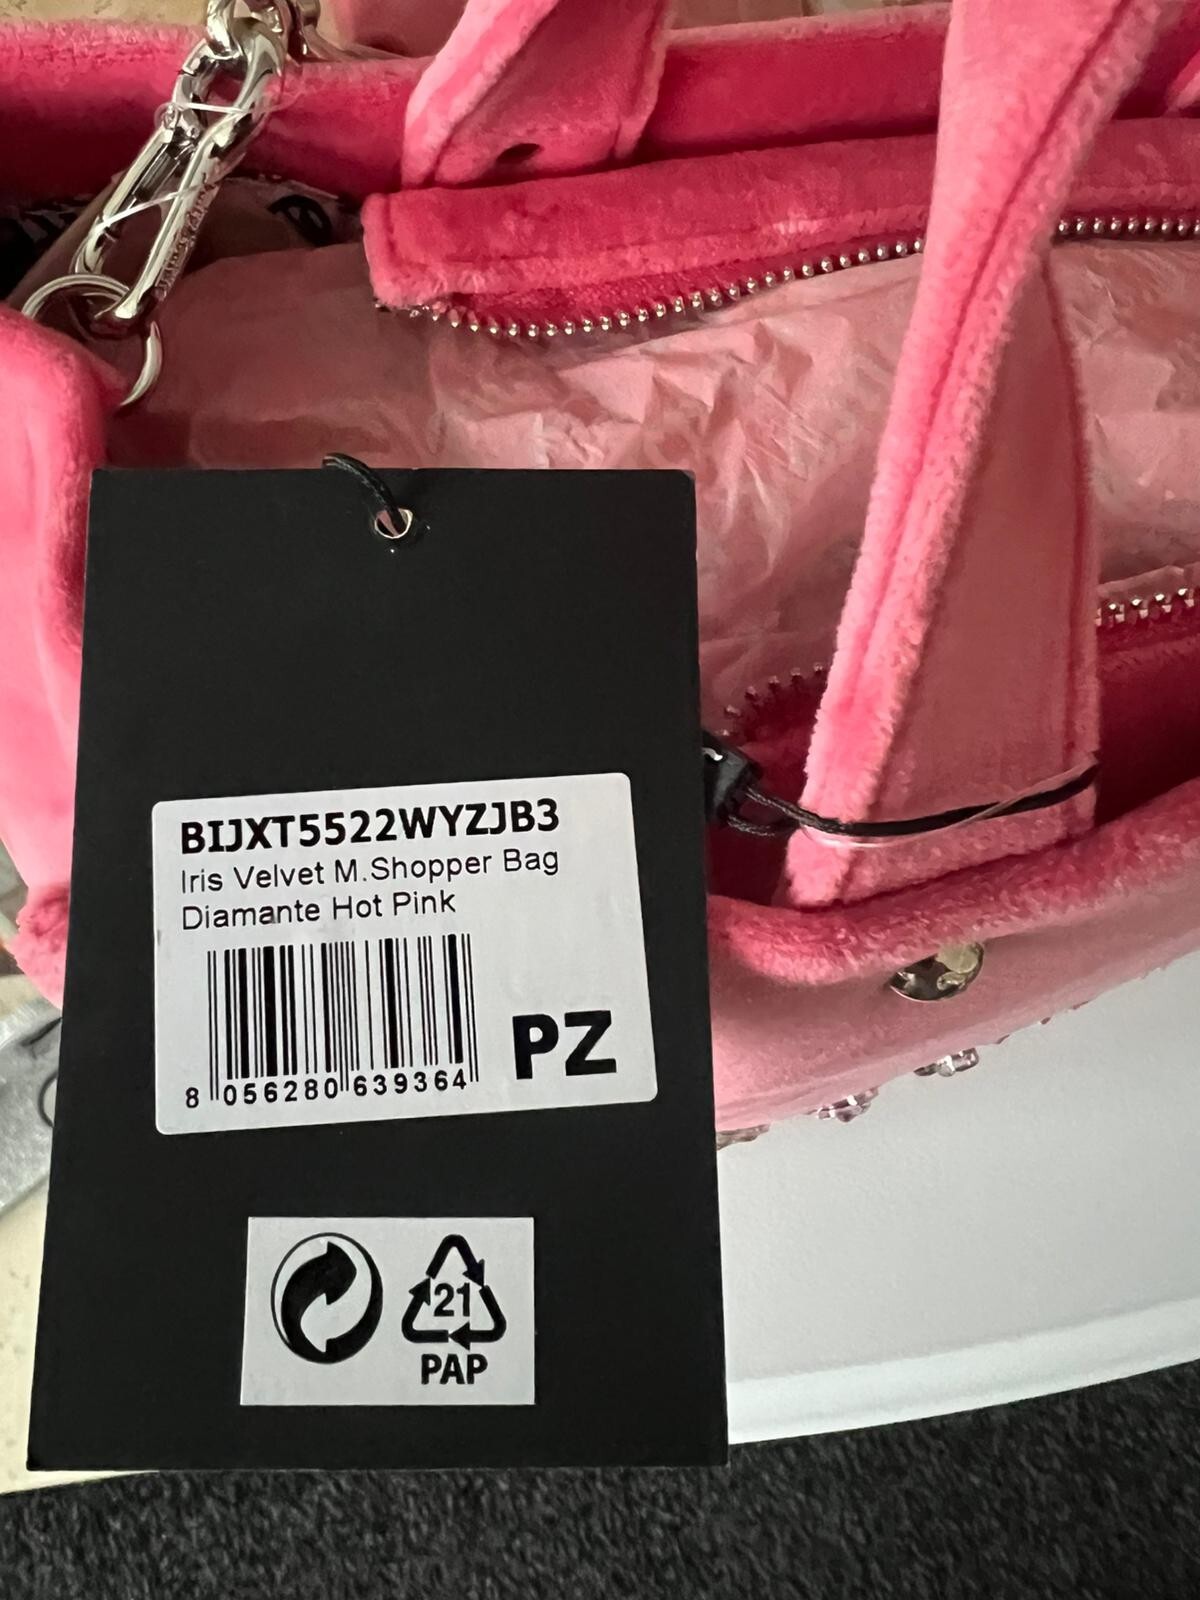 BIJXT5522WYZJB3
Iris Velvet M.Shopper Bag
Diamante Hot Pink
8 056280 639364
PZ
21
PAP